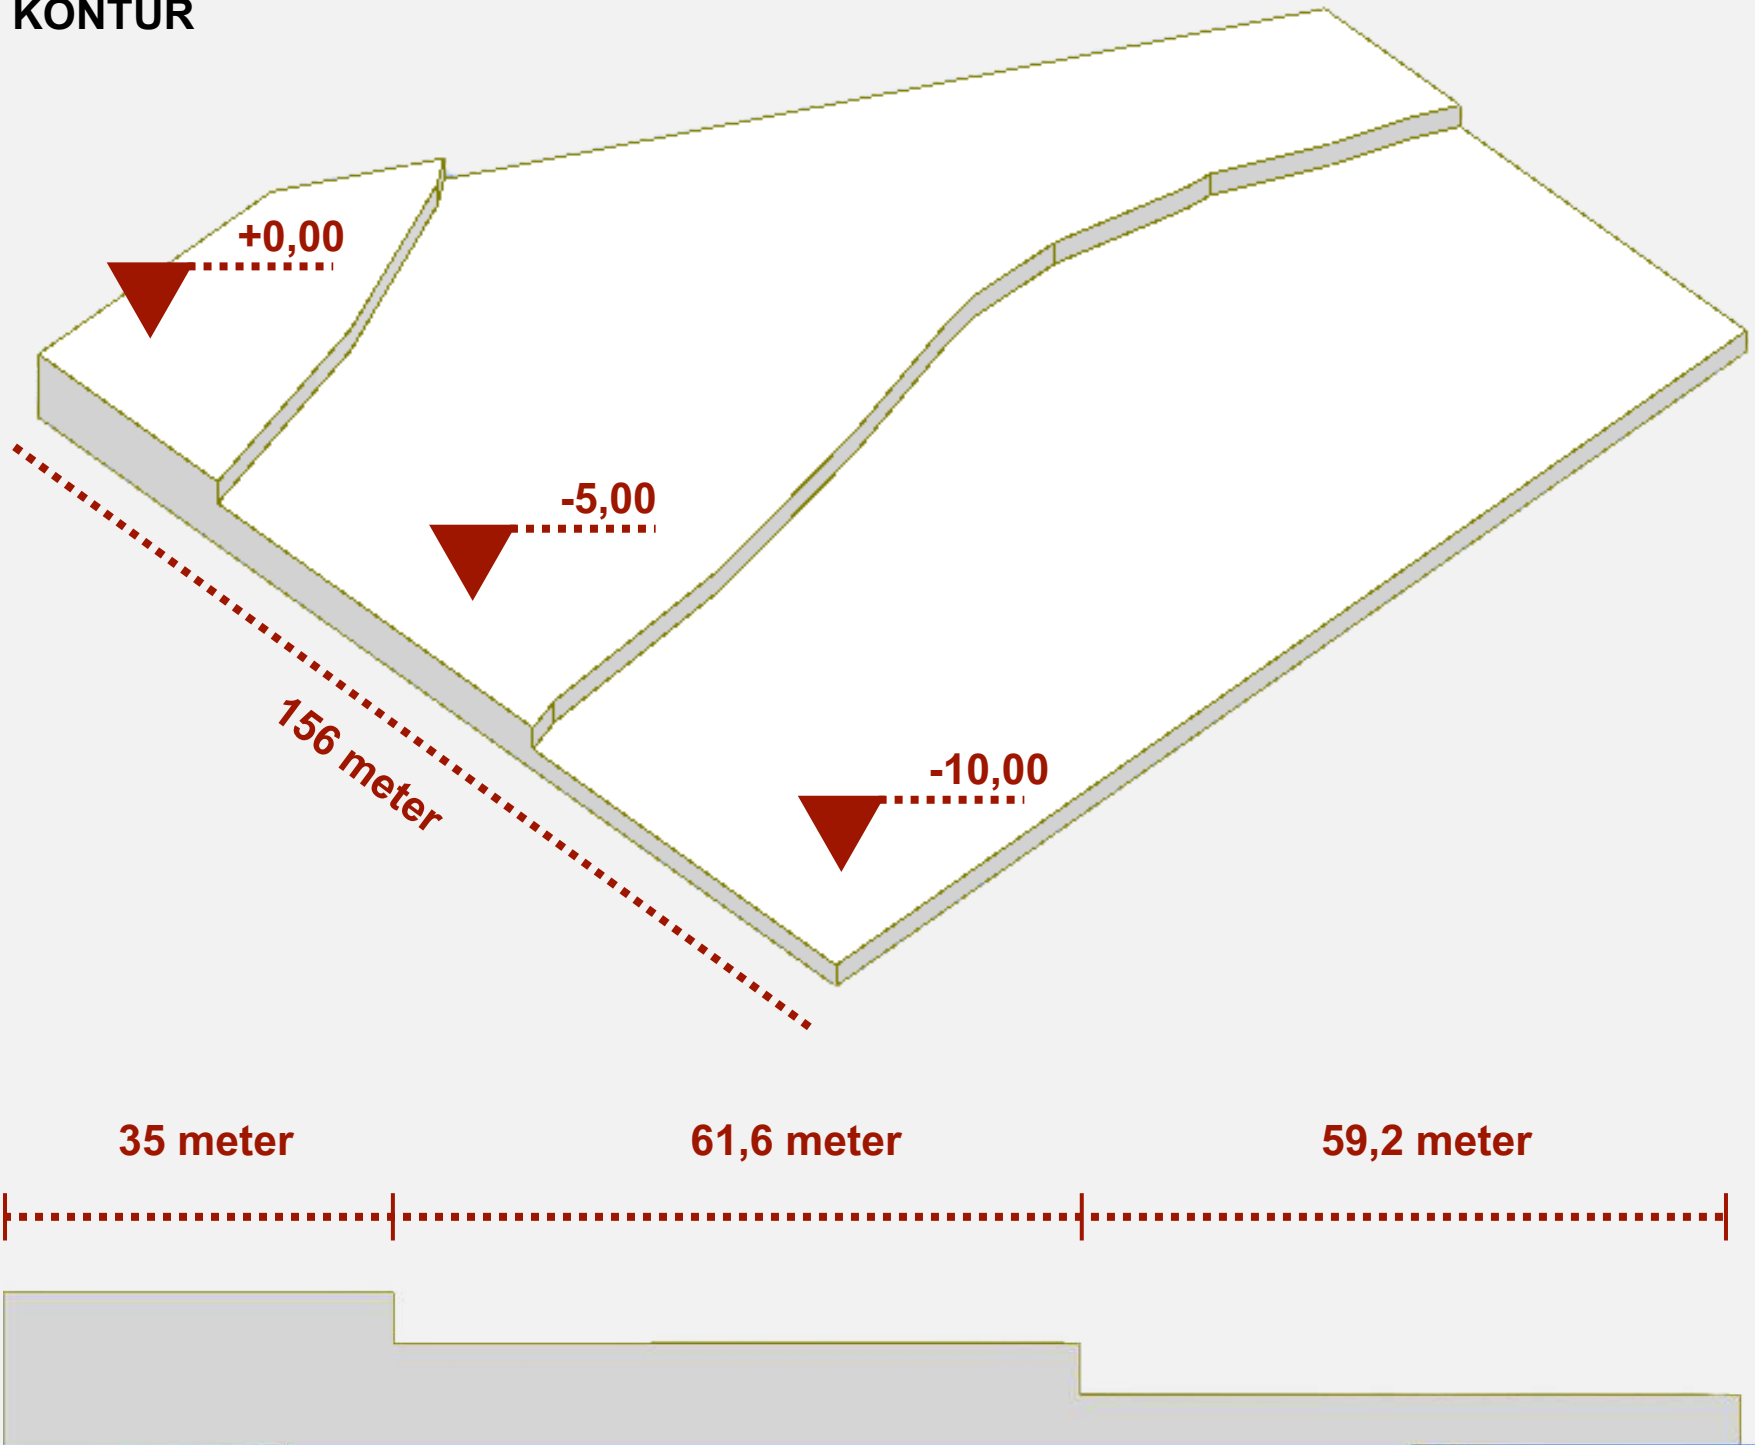 KONTUR
+0,00
-5,00
-10,00
156 meter
35 meter
61,6 meter
59,2 meter